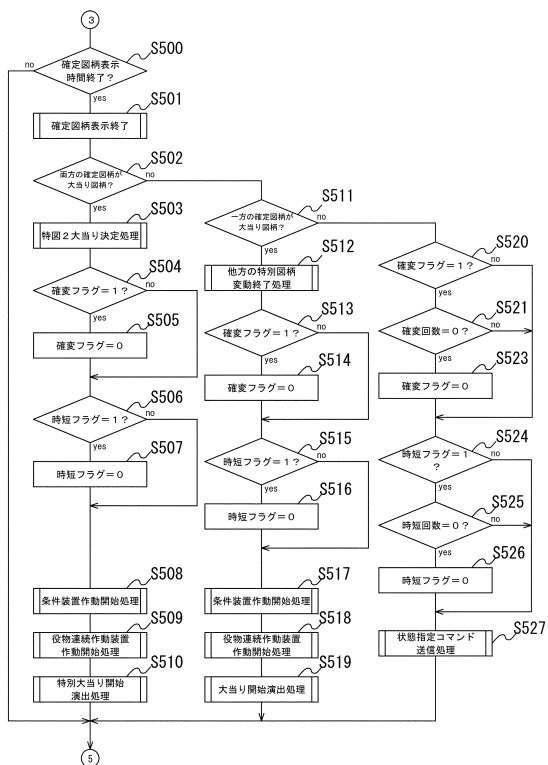 3
S500
確定図柄表示
時間終了？
no
yes
S501
確定図柄表示終了
S502
両方の確定図柄が
大当り図柄？
no
yes
S503
特図２大当り決定処理
S504
確変フラグ＝１？
no
yes
S505
確変フラグ＝０
S506
時短フラグ＝１？
no
yes
S507
時短フラグ＝０
S508
条件装置作動開始処理
S509
役物連続作動装置
作動開始処理
S510
特別大当り開始
演出処理
S511
一方の確定図柄が
大当り図柄？
no
yes
S512
他方の特別図柄
変動終了処理
S513
確変フラグ＝１？
no
yes
S514
確変フラグ＝０
S515
時短フラグ＝１？
no
yes
S516
時短フラグ＝０
S517
条件装置作動開始処理
S518
役物連続作動装置
作動開始処理
S519
大当り開始演出処理
S520
確変フラグ＝１？
no
yes
S521
確変回数＝０？
no
yes
S523
確変フラグ＝０
S524
時短フラグ＝１
？
no
yes
S525
時短回数＝０？
no
yes
S526
時短フラグ＝０
S527
状態指定コマンド
送信処理
5